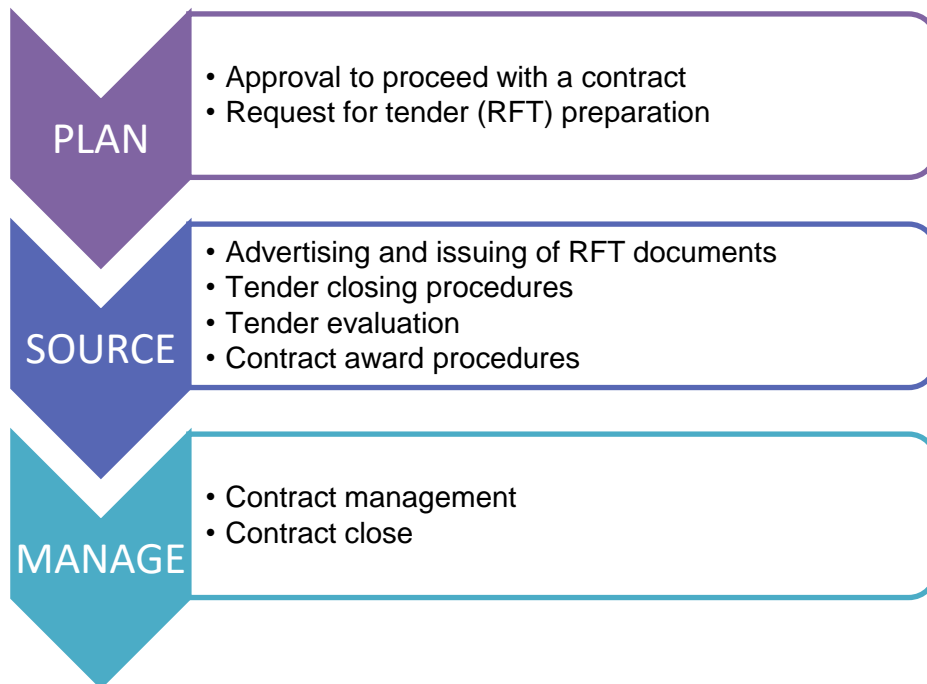 PLAN
• Approval to proceed with a contract
• Request for tender (RFT) preparation
SOURCE
• Advertising and issuing of RFT documents
• Tender closing procedures
• Tender evaluation
• Contract award procedures
MANAGE
• Contract management
• Contract close